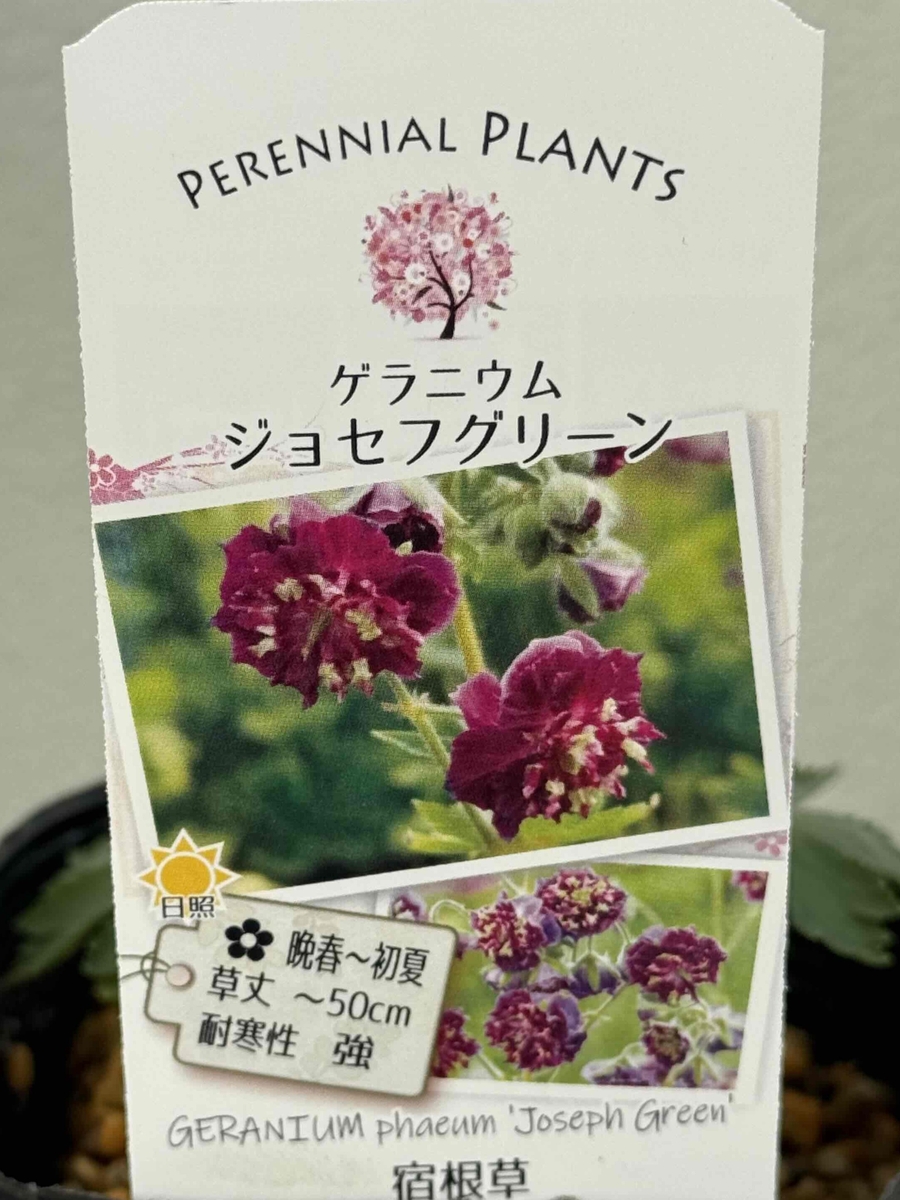 PERENNIAL PLANTS
ゲラニウム
ジョセフグリーン
日照
晩春～初夏
草丈 ～50cm
耐寒性 強
GERANIUM phaeum 'Joseph Green'
宿根草